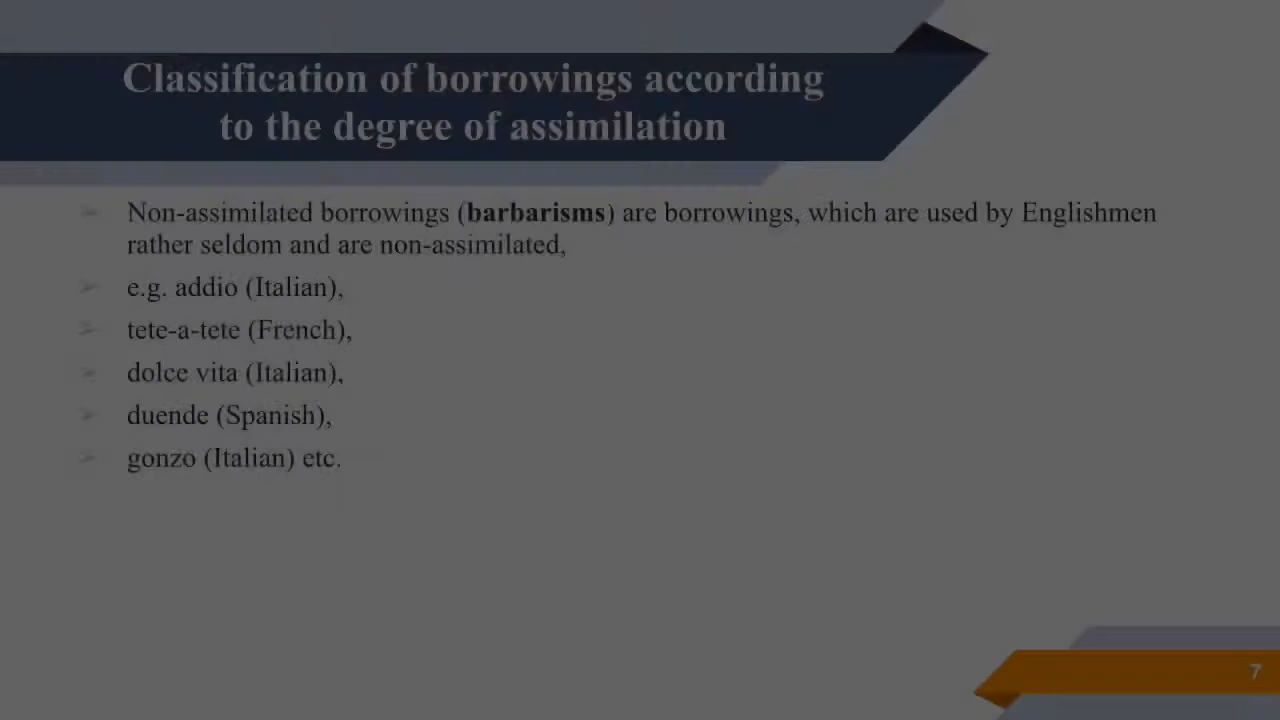 Classification of borrowings according
to the degree of assimilation
Non-assimilated borrowings (barbarisms) are borrowings, which are used by Englishmen
rather seldom and are non-assimilated,
e.g. addio (Italian),
tete-a-tete (French),
dolce vita (Italian),
duende (Spanish),
gonzo (Italian) etc.
7